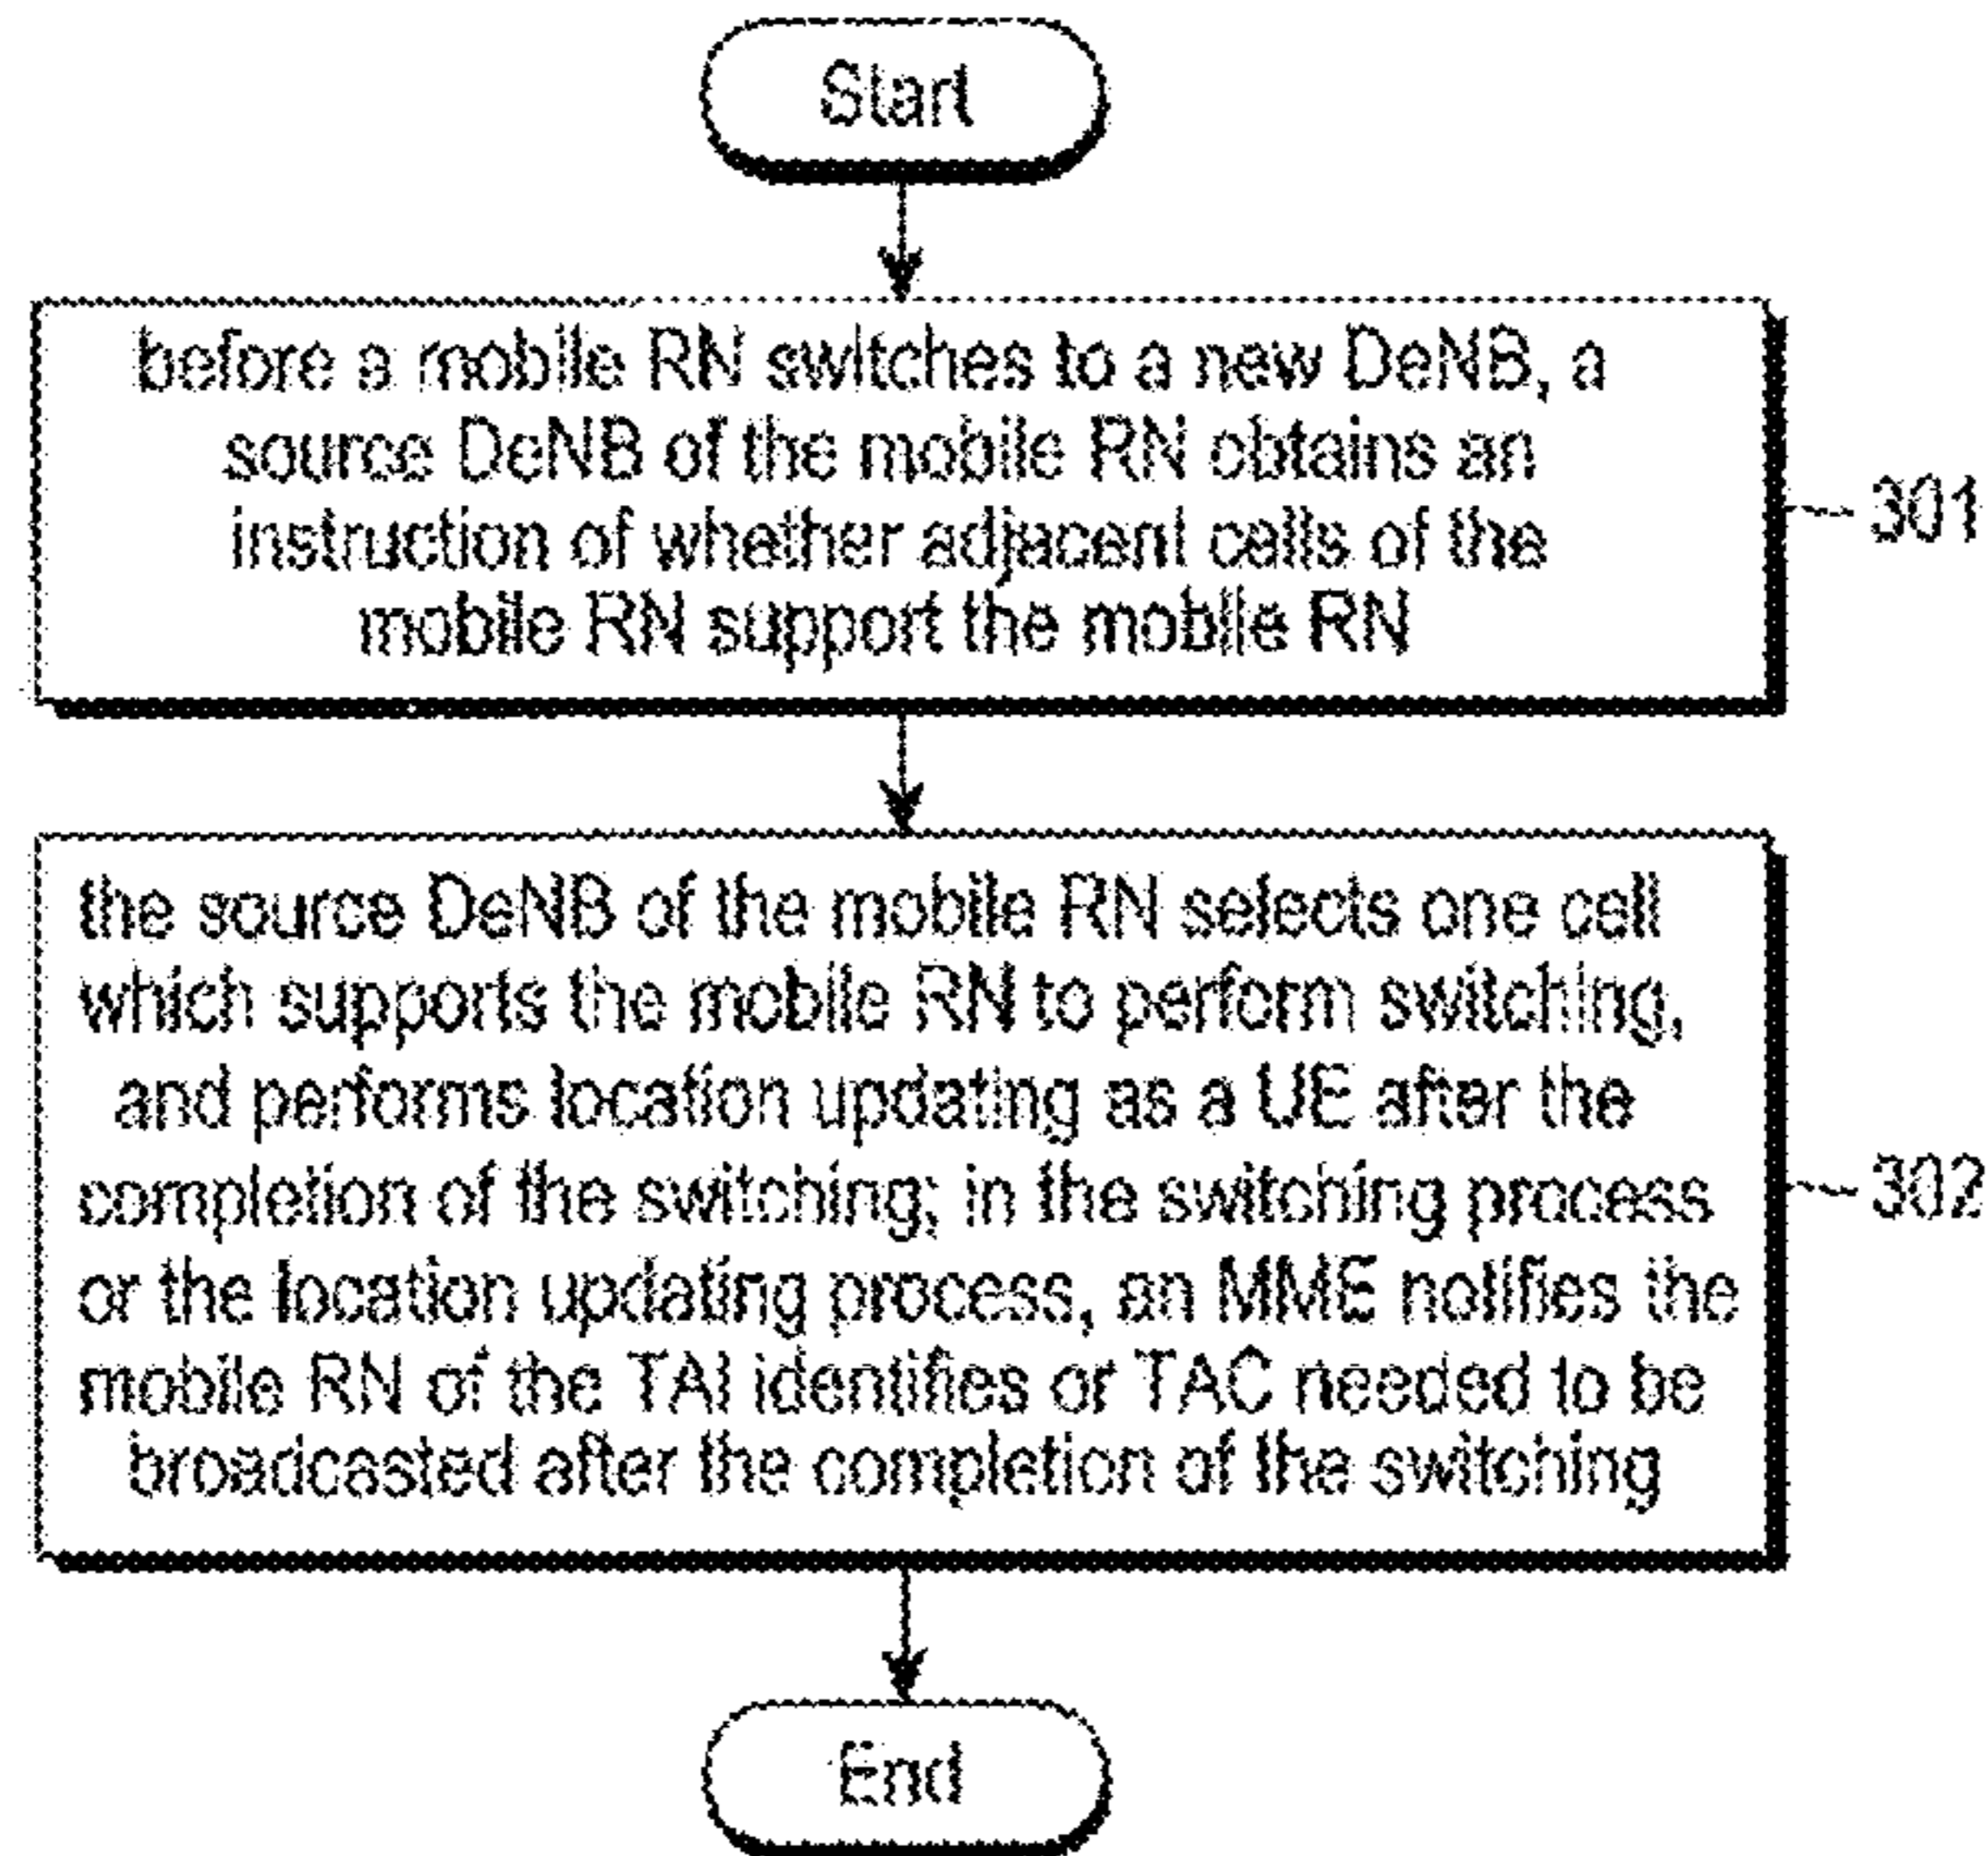 Start
before a mobile RN switches to a new DeNB, a
source DeNB of the mobile RN obtains an
instruction of whether adjacent cells of the
mobile RN support the mobile RN
301
the source DeNB of the mobile RN selects one cell
which supports the mobile RN to perform switching,
and performs location updating as a UE after the
completion of the switching; in the switching process
or the location updating process, an MME notifies the
mobile RN of the TAI identifies or TAC needed to be
broadcasted after the completion of the switching
302
End